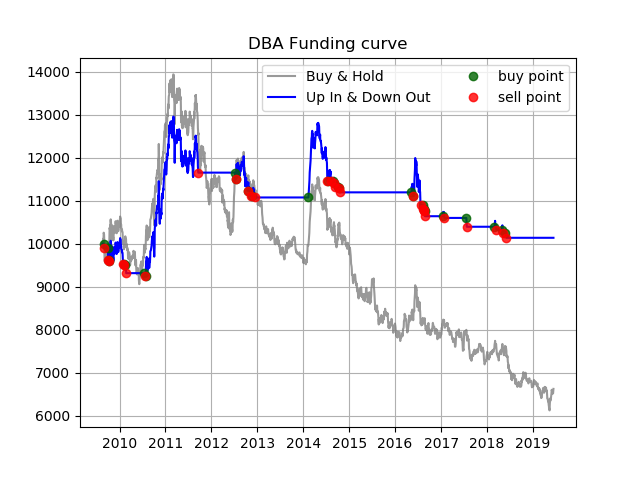 DBA Funding curve
Buy & Hold
Up In & Down Out
buy point
sell point
14000
13000
12000
11000
10000
9000
8000
7000
6000
2010 2011 2012 2013 2014 2015 2016 2017 2018 2019